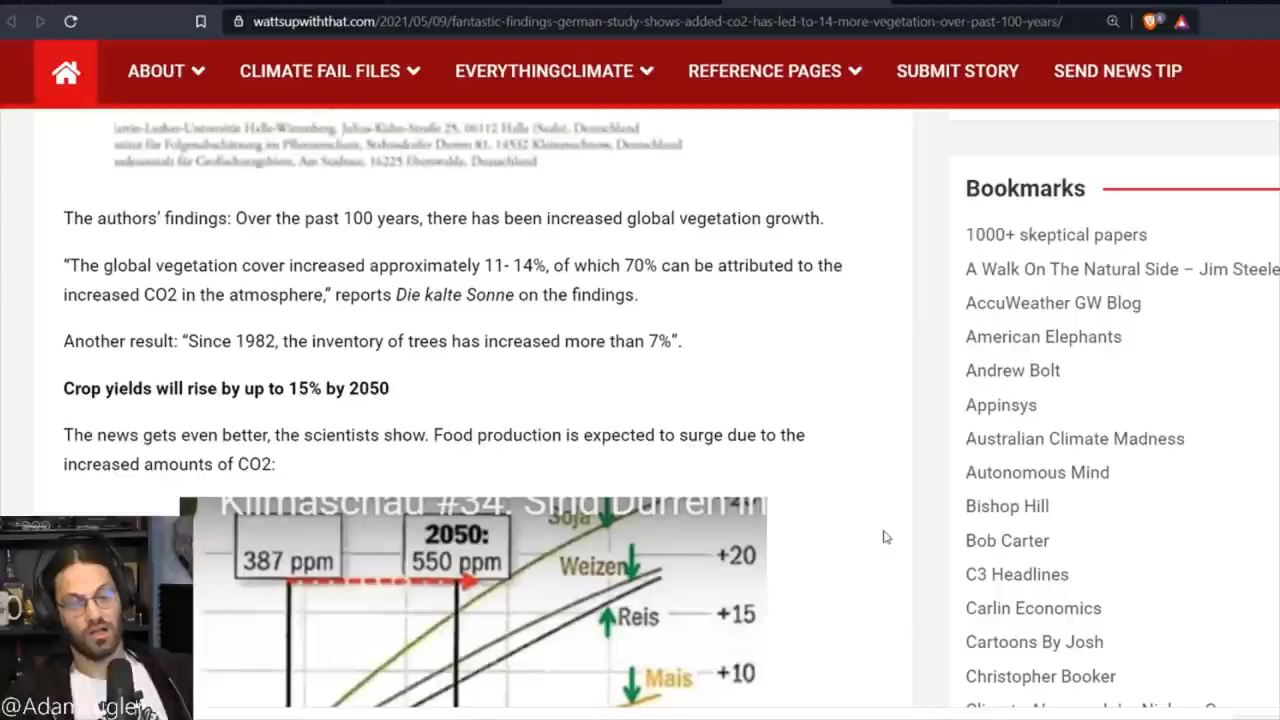 wattsupwiththat.com/2021/05/09/fantastic-findings-german-study-shows-added-co2-has-led-to-14-more-vegetation-over-past-100-years/
ABOUT CLIMATE FAIL FILES EVERYTHINGCLIMATE REFERENCE PAGES SUBMIT STORY SEND NEWS TIP
The authors’ findings: Over the past 100 years, there has been increased global vegetation growth.
“The global vegetation cover increased approximately 11- 14%, of which 70% can be attributed to the
increased CO2 in the atmosphere,” reports Die kalte Sonne on the findings.
Another result: “Since 1982, the inventory of trees has increased more than 7%”.
Crop yields will rise by up to 15% by 2050
The news gets even better, the scientists show. Food production is expected to surge due to the
increased amounts of CO2:
Klimaschau #34: Sind Dürren in
Soja
2050:
387 ppm
550 ppm
Weizen
+20
Reis
+15
Mais
+10
Bookmarks
1000+ skeptical papers
A Walk On The Natural Side – Jim Steele
AccuWeather GW Blog
American Elephants
Andrew Bolt
Appinsys
Australian Climate Madness
Autonomous Mind
Bishop Hill
Bob Carter
C3 Headlines
Carlin Economics
Cartoons By Josh
Christopher Booker